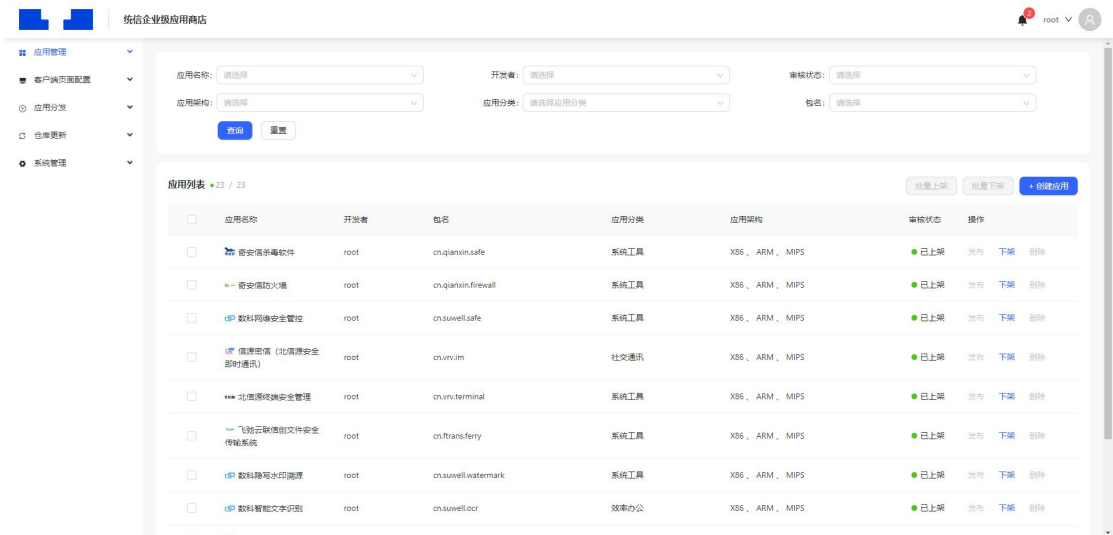 统信企业级应用商店
2
root
应用管理
客户端页面配置
应用分发
仓库更新
系统管理
应用名称: 请选择 开发者: 请选择 审核状态: 请选择
应用架构: 请选择 应用分类: 请选择应用分类 包名: 请选择
查询 重置
应用列表 23 / 23 批量上架 批量下架 + 创建应用
应用名称 开发者 包名 应用分类 应用架构 审核状态 操作
奇安信杀毒软件 root cn.qianxin.safe 系统工具 X86 、 ARM 、 MIPS 已上架 发布 下架 删除
奇安信防火墙 root cn.qianxin.firewall 系统工具 X86 、 ARM 、 MIPS 已上架 发布 下架 删除
数科网维安全管控 root cn.suwell.safe 系统工具 X86 、 ARM 、 MIPS 已上架 发布 下架 删除
信源密信（北信源安全
即时通讯） root cn.vrv.im 社交通讯 X86 、 ARM 、 MIPS 已上架 发布 下架 删除
北信源终端安全管理 root cn.vrv.terminal 系统工具 X86 、 ARM 、 MIPS 已上架 发布 下架 删除
飞驰云联信创文件安全
传输系统 root cn.ftrans.ferry 系统工具 X86 、 ARM 、 MIPS 已上架 发布 下架 删除
数科隐写水印溯源 root cn.suwell.watermark 系统工具 X86 、 ARM 、 MIPS 已上架 发布 下架 删除
数科智能文字识别 root cn.suwell.ocr 效率办公 X86 、 ARM 、 MIPS 已上架 发布 下架 删除